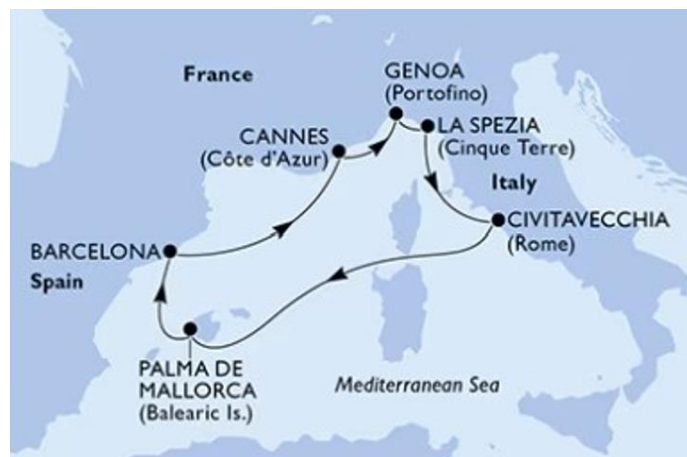 France
GENOA
(Portofino)
CANNES
(Côte d'Azur)
LA SPEZIA
(Cinque Terre)
Italy
CIVITAVECCHIA
(Rome)
BARCELONA
Spain
PALMA DE
MALLORCA
(Balearic Is.)
Mediterranean Sea